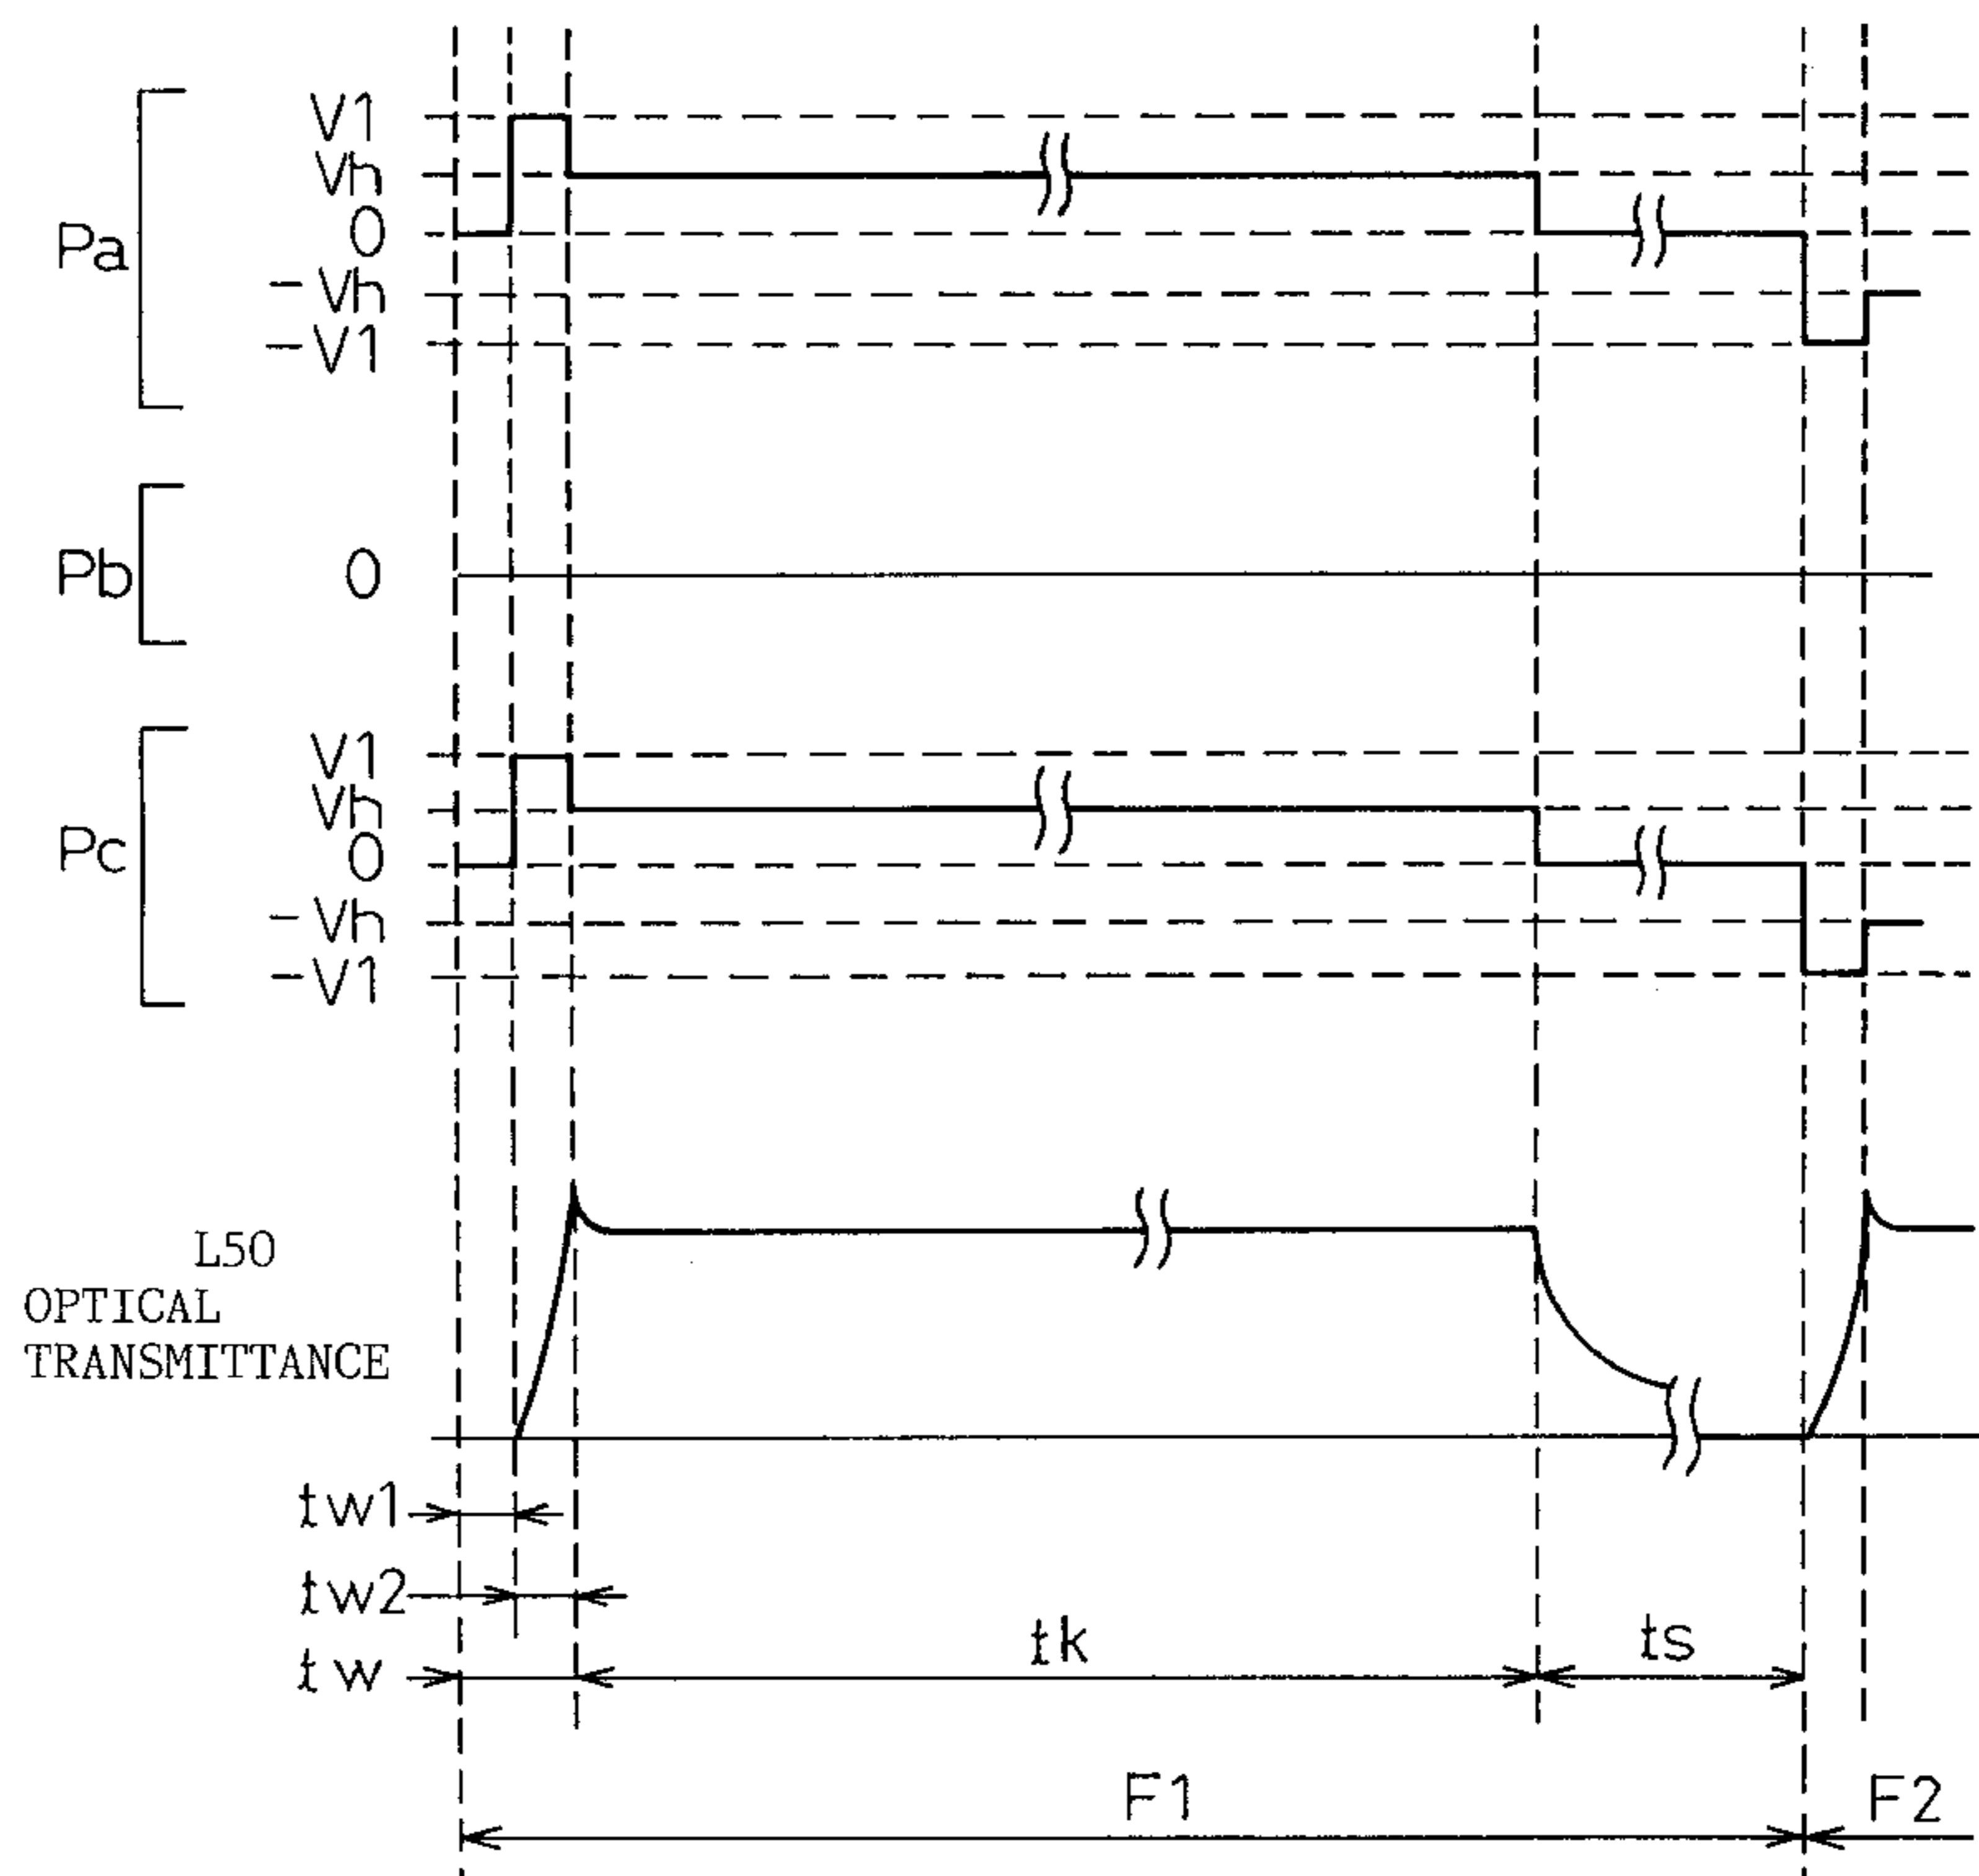 Pa
V1
Vh
0
-Vh
-V1
Pb
0
Pc
V1
Vh
0
-Vh
-V1
L50
OPTICAL
TRANSMITTANCE
tw1
tw2
tw
tk
ts
F1
F2